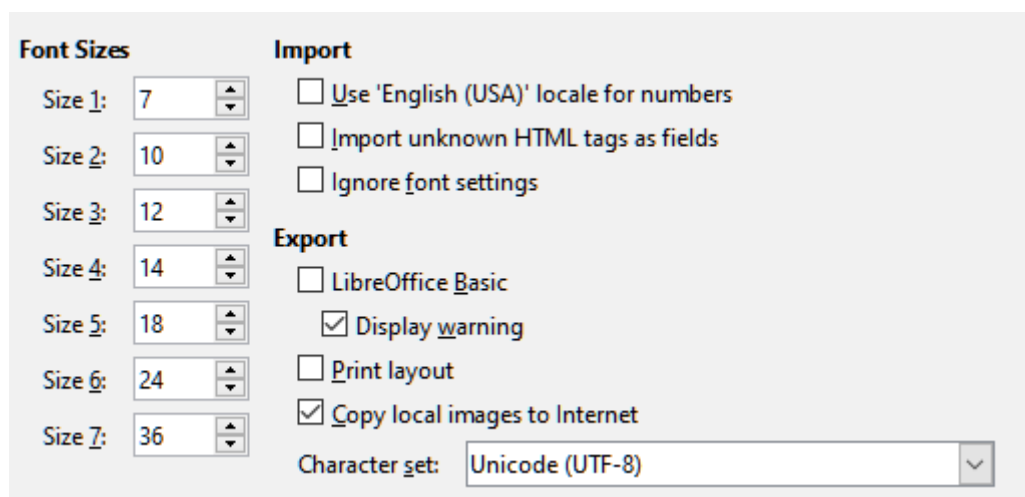 Font Sizes
Size 1: 7
Size 2: 10
Size 3: 12
Size 4: 14
Size 5: 18
Size 6: 24
Size 7: 36
Import
Use 'English (USA)' locale for numbers
Import unknown HTML tags as fields
Ignore font settings
Export
LibreOffice Basic
Display warning
Print layout
Copy local images to Internet
Character set: Unicode (UTF-8)